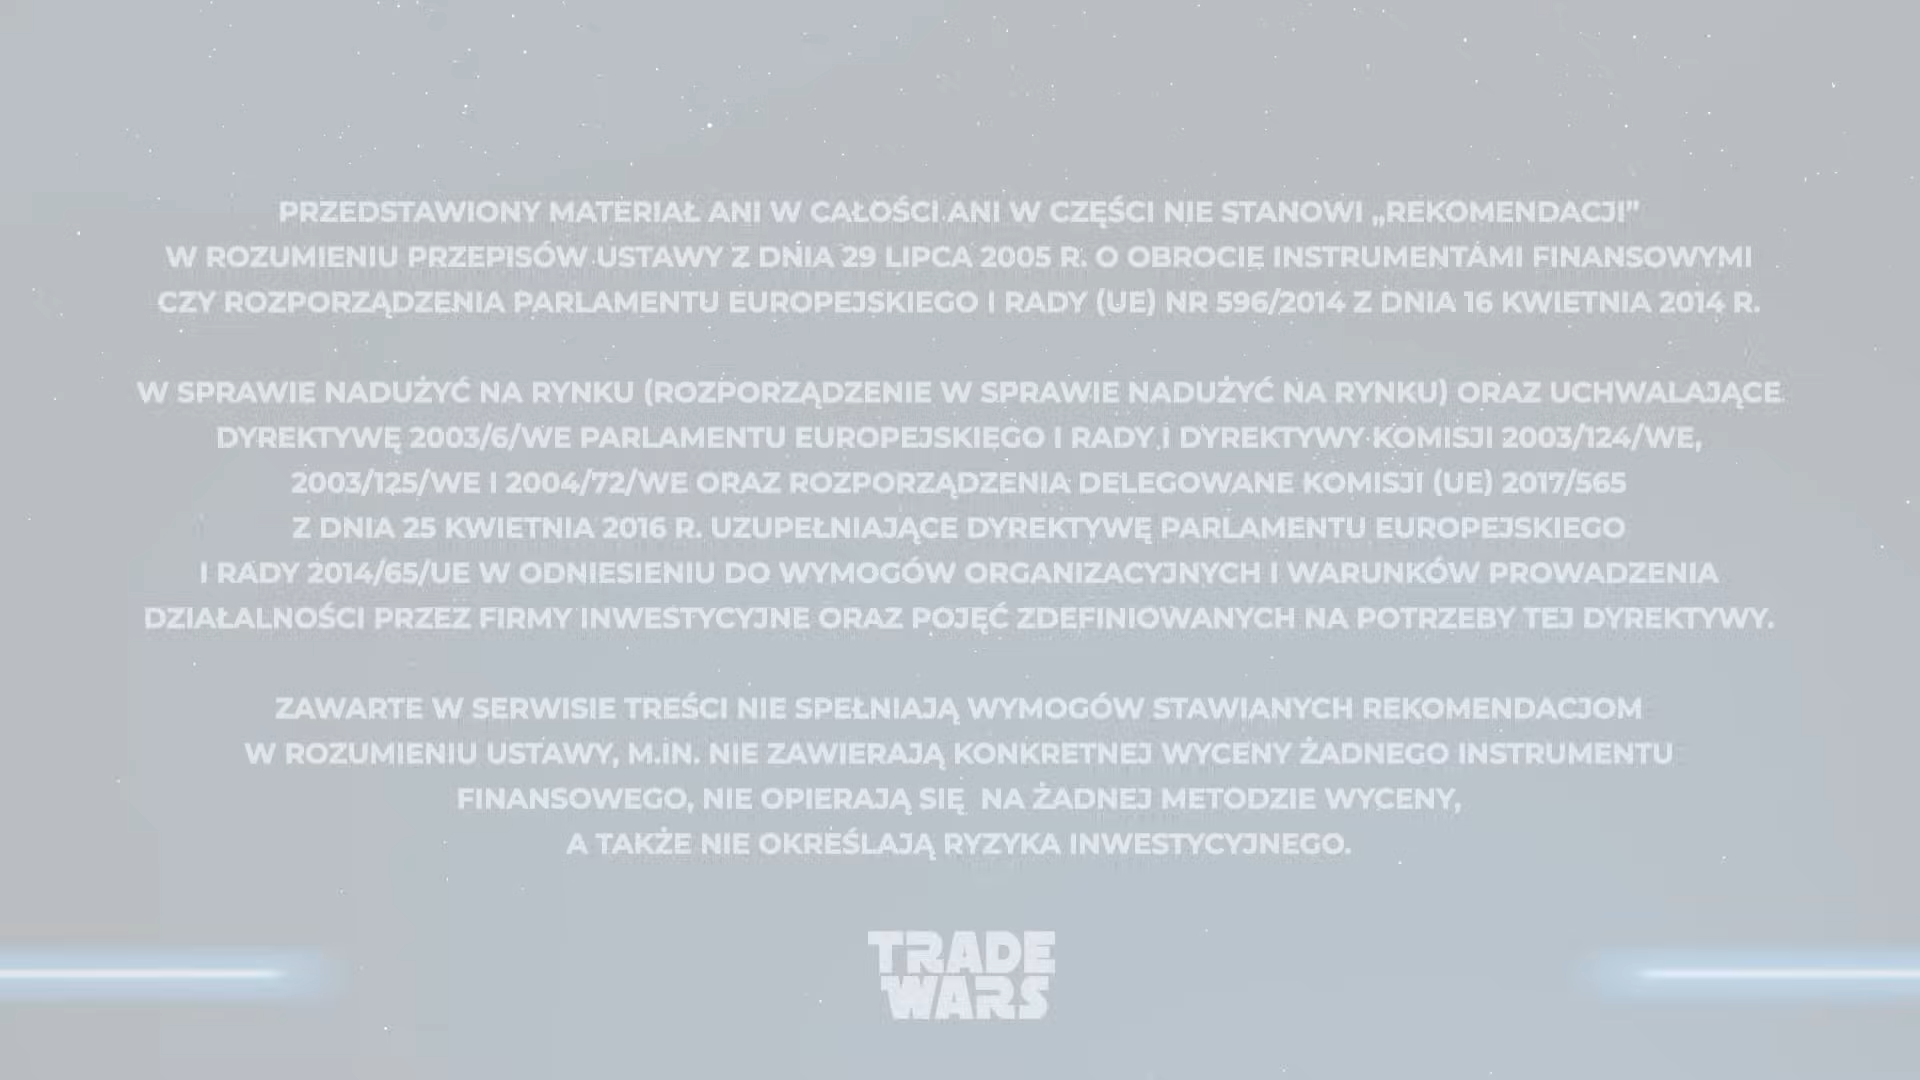 PRZEDSTAWIONY MATERIAŁ ANI W CAŁOŚCI ANI W CZĘŚCI NIE STANOWI „REKOMENDACJI”
W ROZUMIENIU PRZEPISÓW USTAWY Z DNIA 29 LIPCA 2005 R. O OBROCIE INSTRUMENTAMI FINANSOWYMI
CZY ROZPORZĄDZENIA PARLAMENTU EUROPEJSKIEGO I RADY (UE) NR 596/2014 Z DNIA 16 KWIETNIA 2014 R.
W SPRAWIE NADUŻYĆ NA RYNKU (ROZPORZĄDZENIE W SPRAWIE NADUŻYĆ NA RYNKU) ORAZ UCHWALAJĄCE
DYREKTYWĘ 2003/6/WE PARLAMENTU EUROPEJSKIEGO I RADY I DYREKTYWY KOMISJI 2003/124/WE,
2003/125/WE I 2004/72/WE ORAZ ROZPORZĄDZENIA DELEGOWANE KOMISJI (UE) 2017/565
Z DNIA 25 KWIETNIA 2016 R. UZUPEŁNIAJĄCE DYREKTYWĘ PARLAMENTU EUROPEJSKIEGO
I RADY 2014/65/UE W ODNIESIENIU DO WYMOGÓW ORGANIZACYJNYCH I WARUNKÓW PROWADZENIA
DZIAŁALNOŚCI PRZEZ FIRMY INWESTYCYJNE ORAZ POJĘĆ ZDEFINIOWANYCH NA POTRZEBY TEJ DYREKTYWY.
ZAWARTE W SERWISIE TREŚCI NIE SPEŁNIAJĄ WYMOGÓW STAWIANYCH REKOMENDACJOM
W ROZUMIENIU USTAWY, M.IN. NIE ZAWIERAJĄ KONKRETNEJ WYCENY ŻADNEGO INSTRUMENTU
FINANSOWEGO, NIE OPIERAJĄ SIĘ NA ŻADNEJ METODZIE WYCENY,
A TAKŻE NIE OKREŚLAJĄ RYZYKA INWESTYCYJNEGO.
TRADE
WARS